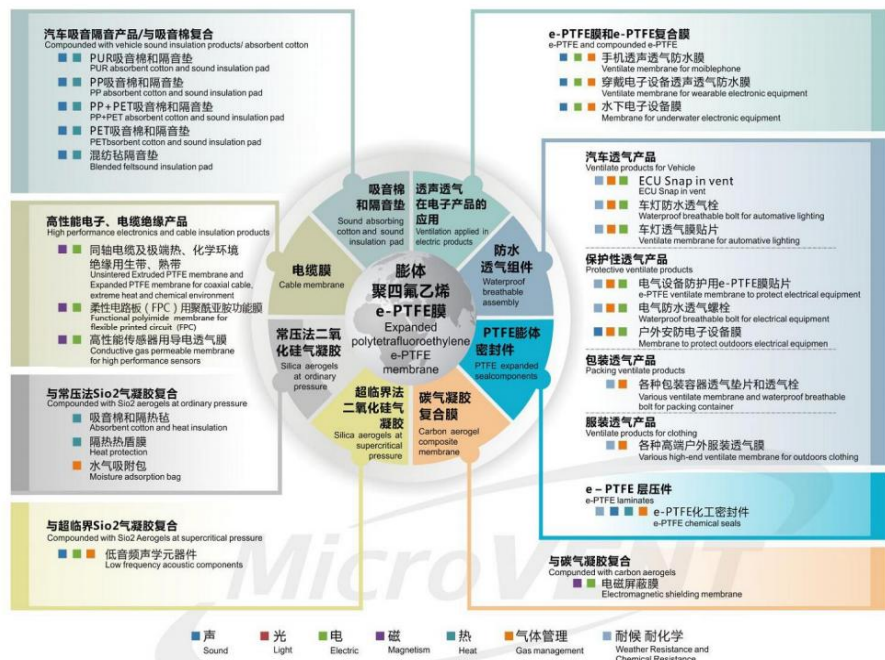 汽车吸音隔音产品/与吸音棉复合
Compounded with vehicle sound insulation products/ absorbent cotton
PUR吸音棉和隔音垫
PUR absorbent cotton and sound insulation pad
PP吸音棉和隔音垫
PP absorbent cotton and sound insulation pad
PP+PET吸音棉和隔音垫
PP+PET absorbent cotton and sound insulation pad
PET吸音棉和隔音垫
PETbsorbent cotton and sound insulation pad
混纺毡隔音垫
Blended feltsound insulation pad
高性能电子、电缆绝缘产品
High performance electronics and cable insulation products
同轴电缆及极端热、化学环境
绝缘用生带、熟带
Unsintered Extruded PTFE membrane and
Expanded PTFE membrane for coaxial cable,
extreme heat and chemical environment
柔性电路板（FPC）用聚酰亚胺功能膜
Functional polyimide membrane for
flexible printed circuit (FPC)
高性能传感器用导电透气膜
Conductive gas permeable membrane
for high performance sensors
与常压法Sio2气凝胶复合
Compounded with Sio2 aerogels at ordinary pressure
吸音棉和隔热毡
Absorbent cotton and heat insulation
隔热热盾膜
Heat protection
水气吸附包
Moisture adsorption bag
与超临界Sio2气凝胶复合
Compounded with Sio2 Aerogels at supercritical pressure
低音频声学元器件
Low frequency acoustic components
吸音棉
和隔音垫
Sound absorbing
cotton and sound
insulation pad
透声透气
在电子产品的
应用
Ventilation applied in
electric products
电缆膜
Cable membrane
防水
透气组件
Waterproof
breathable
assembly
膨体
聚四氟乙烯
e-PTFE膜
Expanded
polytetrafluoroethylene
e-PTFE
membrane
常压法二氧
化硅气凝胶
Silica aerogels at
ordinary pressure
PTFE膨体
密封件
PTFE expanded
sealcomponents
超临界法
二氧化硅气
凝胶
Silica aerogels at
supercritical
pressure
碳气凝胶
复合膜
Carbon aerogel
composite
membrane
e-PTFE膜和e-PTFE复合膜
e-PTFE and compounded e-PTFE
手机透声透气防水膜
Ventilate membrane for moiblephone
穿戴电子设备透声透气防水膜
Ventilate membrane for wearable electronic equipment
水下电子设备膜
Membrane for underwater electronic equipment
汽车透气产品
Ventilate products for Vehicle
ECU Snap in vent
ECU Snap in vent
车灯防水透气栓
Waterproof breathable bolt for automotive lighting
车灯透气膜贴片
Ventilate membrane for automotive lighting
保护性透气产品
Protective ventilate products
电气设备防护用e-PTFE膜贴片
e-PTFE ventilate membrane to protect electrical equipment
电气防水透气螺栓
Waterproof breathable bolt for electrical equipment
户外安防电子设备膜
Membrane to protect outdoors electrical equipmen
包装透气产品
Packing ventilate products
各种包装容器透气垫片和透气栓
Various ventilate membrane and waterproof breathable
bolt for packing container
服装透气产品
Ventilate products for clothing
各种高端户外服装透气膜
Various high-end ventilate membrane for outdoors clothing
e－PTFE 层压件
e-PTFE laminates
e-PTFE化工密封件
e-PTFE chemical seals
与碳气凝胶复合
Compunded with carbon aerogels
电磁屏蔽膜
Electromagnetic shielding membrane
MicroVENT
声 光 电 磁 热 气体管理 耐候 耐化学
Sound Light Electric Magnetism Heat Gas management Weather Resistance and
Chemical Resistance